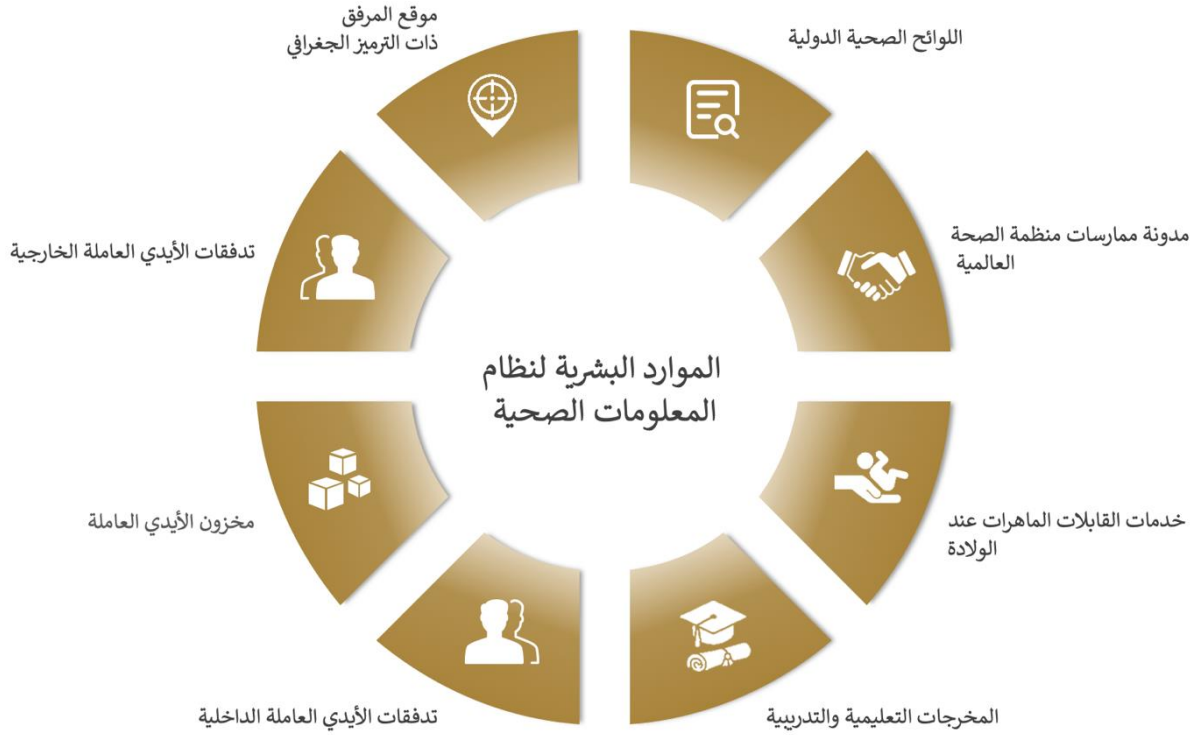 موقع المرفق
ذات الترميز الجغرافي
اللوائح الصحية الدولية
مدونة ممارسات منظمة الصحة
العالمية
تدفقات الأيدي العاملة الخارجية
الموارد البشرية لنظام
المعلومات الصحية
خدمات القابلات الماهرات عند
الولادة
مخزون الأيدي العاملة
المخرجات التعليمية والتدريبية
تدفقات الأيدي العاملة الداخلية